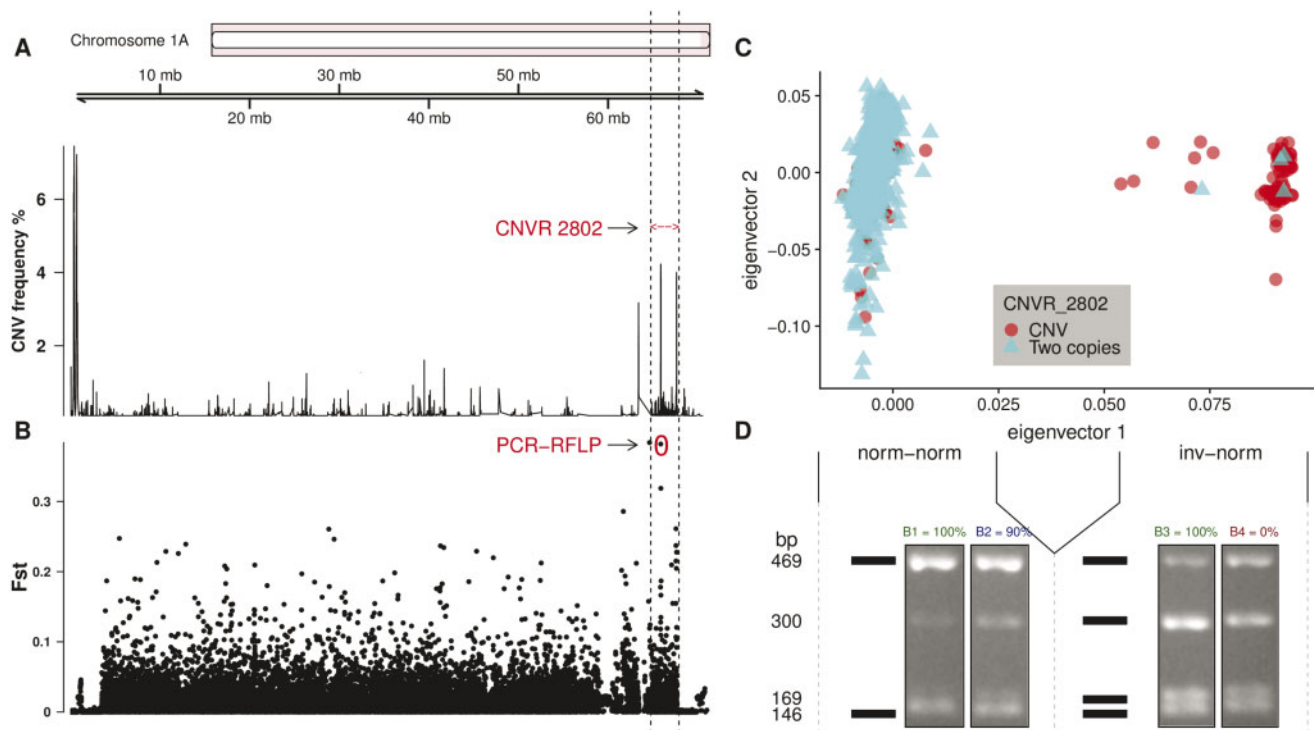 A
Chromosome 1A
10 mb
30 mb
50 mb
20 mb
40 mb
60 mb
CNV frequency %
6
4
2
CNVR 2802
B
PCR−RFLP
0
Fst
0.3
0.2
0.1
0
C
eigenvector 2
0.05
0.00
−0.05
−0.10
CNVR_2802
CNV
Two copies
0.000
0.025
0.050
0.075
eigenvector 1
D
norm−norm
inv−norm
bp
B1 = 100%
B2 = 90%
B3 = 100%
B4 = 0%
469
300
169
146